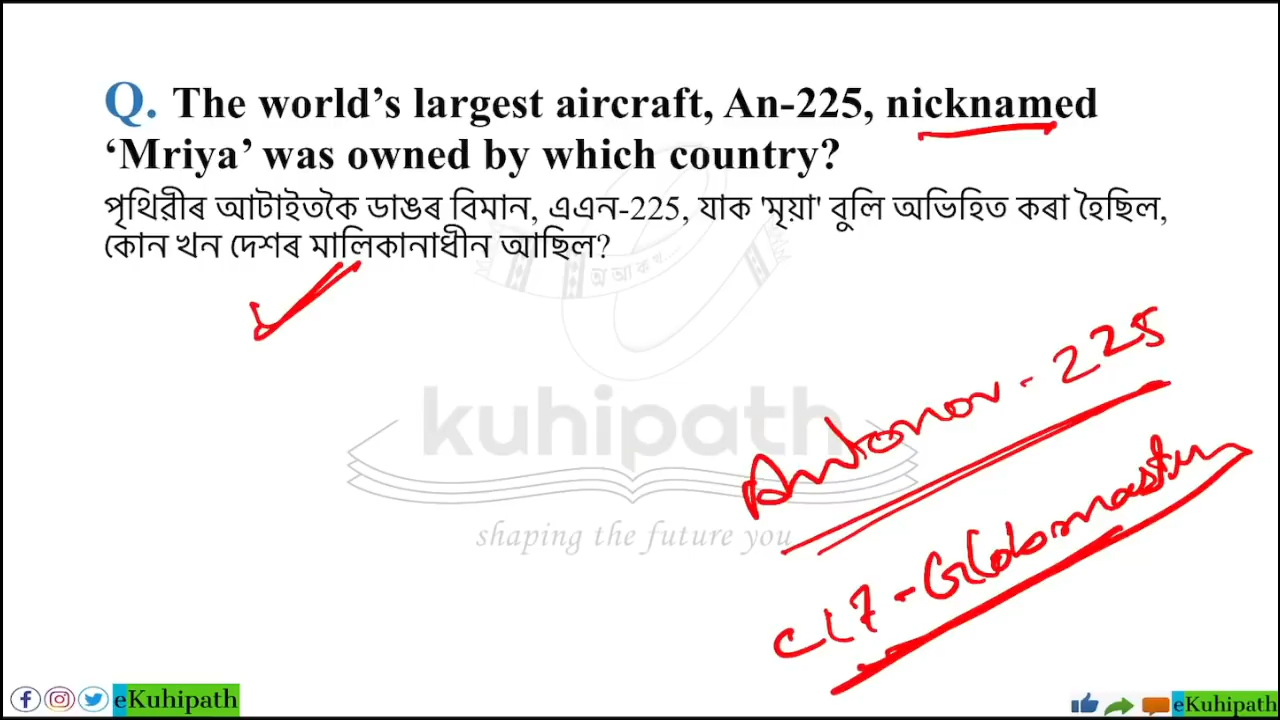 Q. The world’s largest aircraft, An-225, nicknamed
‘Mriya’ was owned by which country?
পৃথিৱীৰ আটাইতকৈ ডাঙৰ বিমান, এএন-225, যাক 'মৃয়া' বুলি অভিহিত কৰা হৈছিল,
কোন খন দেশৰ মালিকানাধীন আছিল?
অ আ ক খ....
Antonov - 225
kuhipath
C17 - Globmaster
shaping the future you
eKuhipath
eKuhipath